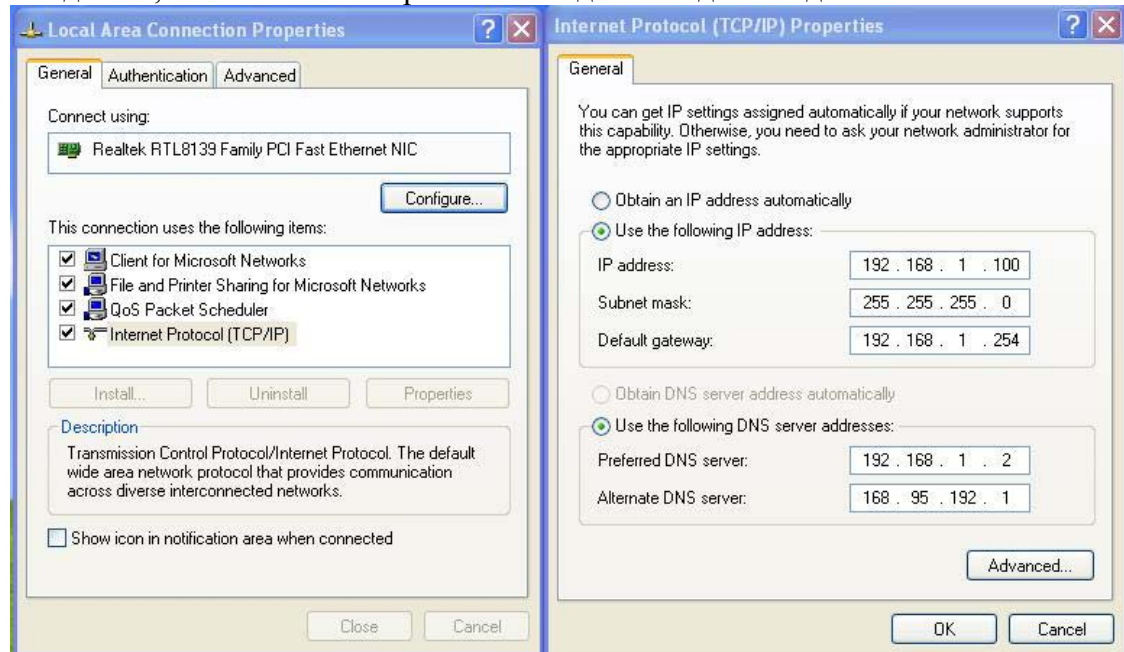 Local Area Connection Properties
General
Authentication
Advanced
Connect using:
Realtek RTL8139 Family PCI Fast Ethernet NIC
Configure...
This connection uses the following items:
Client for Microsoft Networks
File and Printer Sharing for Microsoft Networks
QoS Packet Scheduler
Internet Protocol (TCP/IP)
Install...
Uninstall
Properties
Description
Transmission Control Protocol/Internet Protocol. The default
wide area network protocol that provides communication
across diverse interconnected networks.
Show icon in notification area when connected
Close
Cancel
Internet Protocol (TCP/IP) Properties
General
You can get IP settings assigned automatically if your network supports
this capability. Otherwise, you need to ask your network administrator for
the appropriate IP settings.
Obtain an IP address automatically
Use the following IP address:
IP address: 192 . 168 . 1 . 100
Subnet mask: 255 . 255 . 255 . 0
Default gateway: 192 . 168 . 1 . 254
Obtain DNS server address automatically
Use the following DNS server addresses:
Preferred DNS server: 192 . 168 . 1 . 2
Alternate DNS server: 168 . 95 . 192 . 1
Advanced...
OK
Cancel